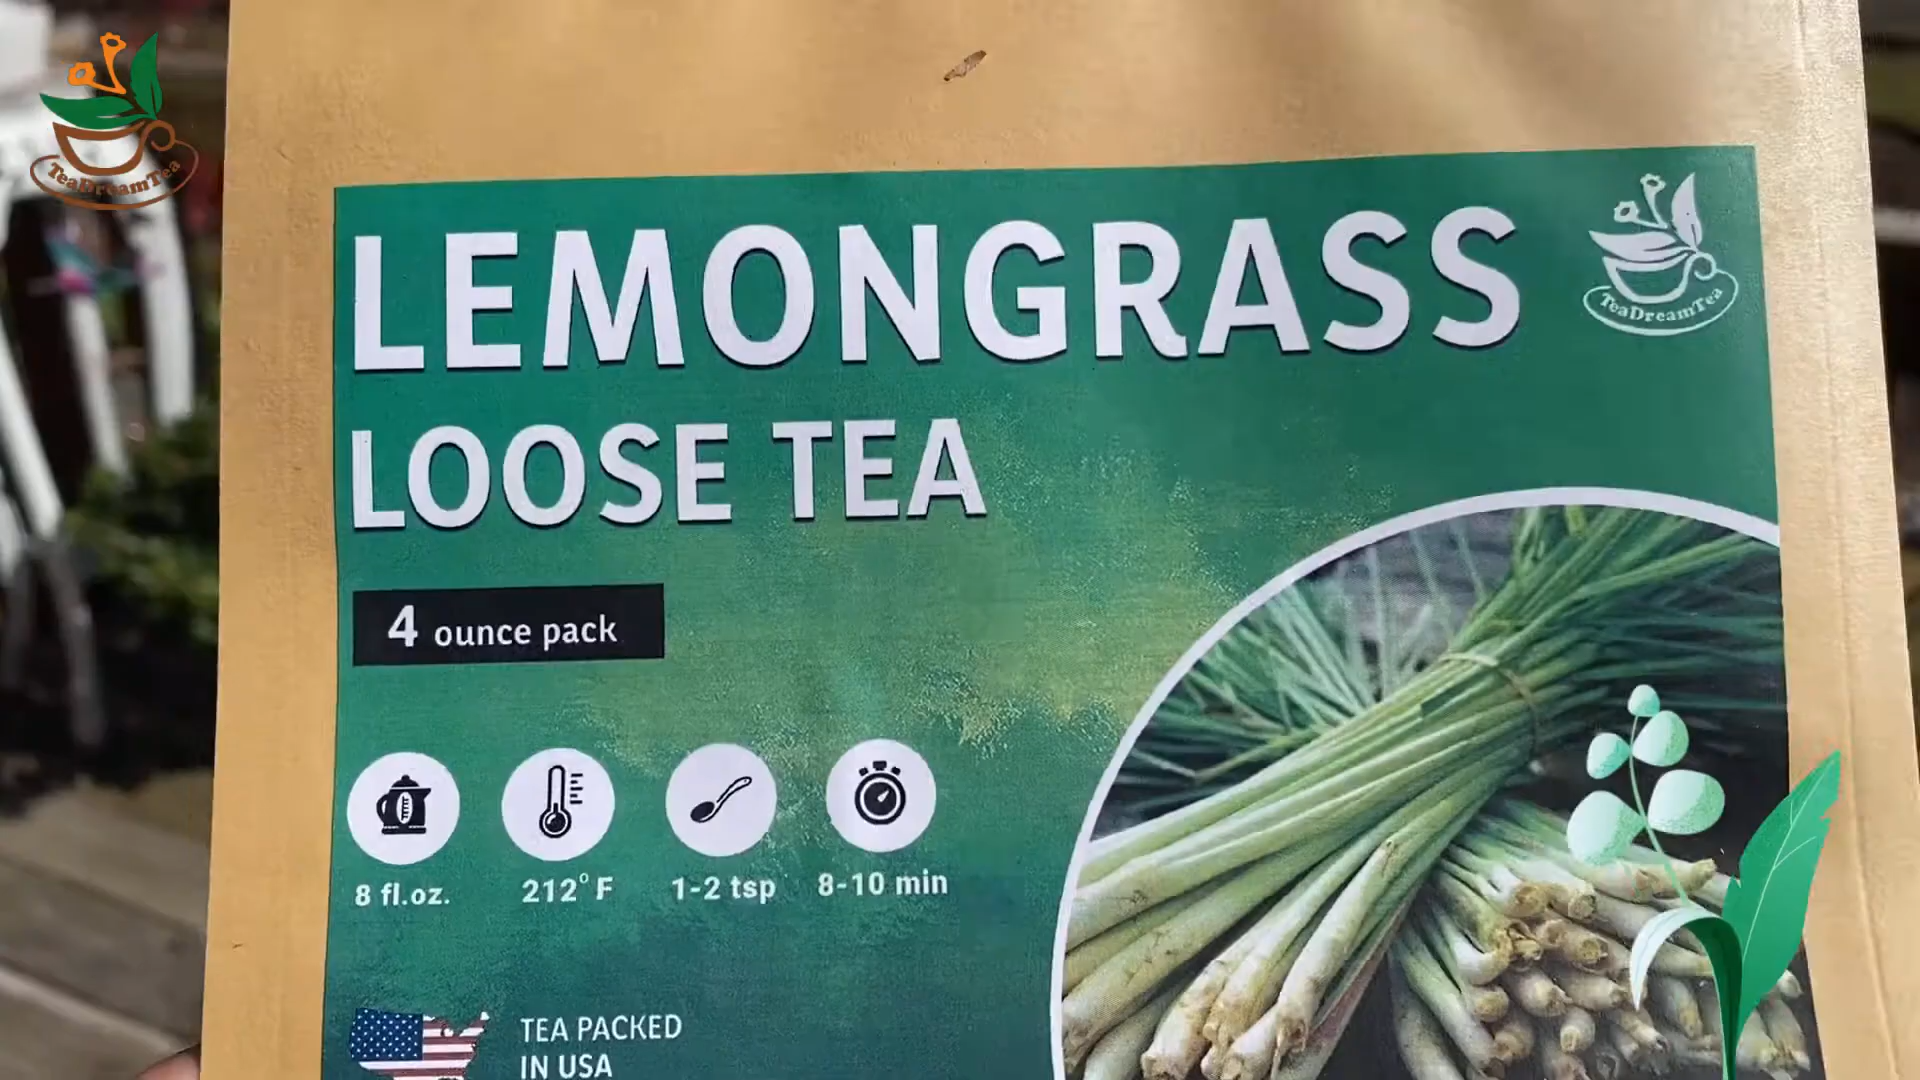 TeaDreamTea
LEMONGRASS
TeaDreamTea
LOOSE TEA
4 ounce pack
8 fl.oz.
212° F
1-2 tsp
8-10 min
TEA PACKED
IN USA